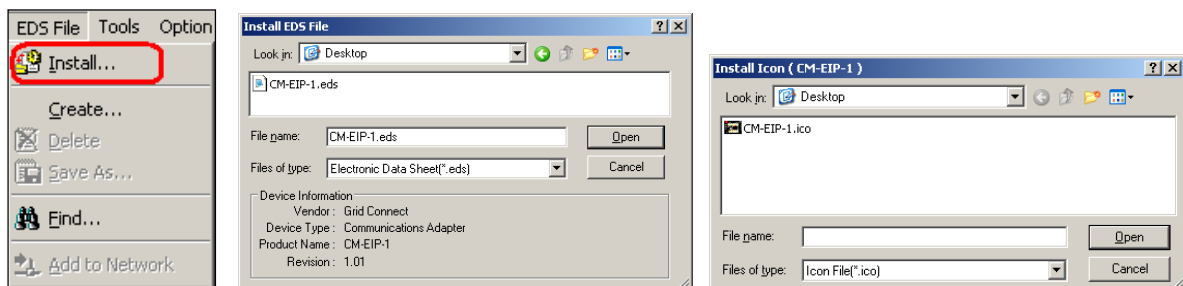 EDS File Tools Option
Install...
Create...
Delete
Save As...
Find...
Add to Network
Install EDS File
Look in: Desktop
CM-EIP-1.eds
File name: CM-EIP-1.eds Open
Files of type: Electronic Data Sheet(*.eds) Cancel
Device Information
Vendor : Grid Connect
Device Type : Communications Adapter
Product Name : CM-EIP-1
Revision : 1.01
Install Icon ( CM-EIP-1 )
Look in: Desktop
CM-EIP-1.ico
File name: Open
Files of type: Icon File(*.ico) Cancel